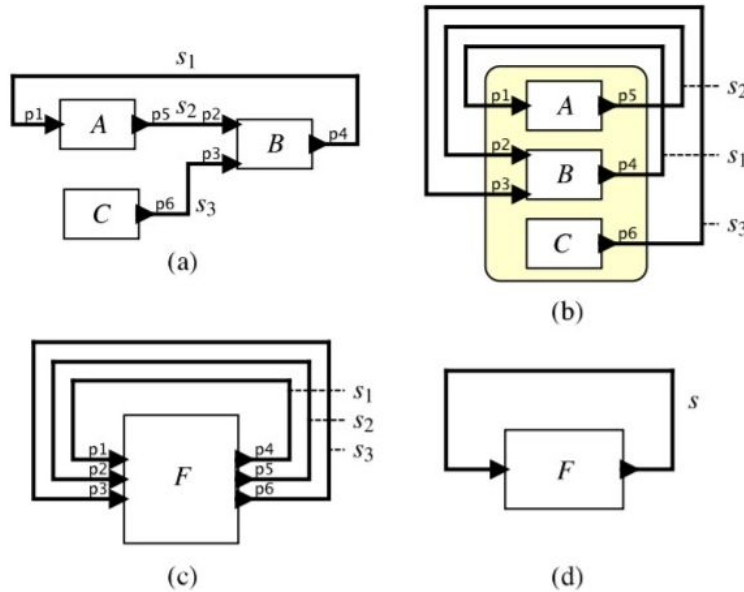 s1
p1 A p5 s2 p2 B p4
p3
C p6 s3
(a)
p1 A p5 s2
p2 B p4 s1
p3
C p6 s3
(b)
s1
p1 F p4 s2
p2 p5 s3
p3 p6
(c)
s
F
(d)